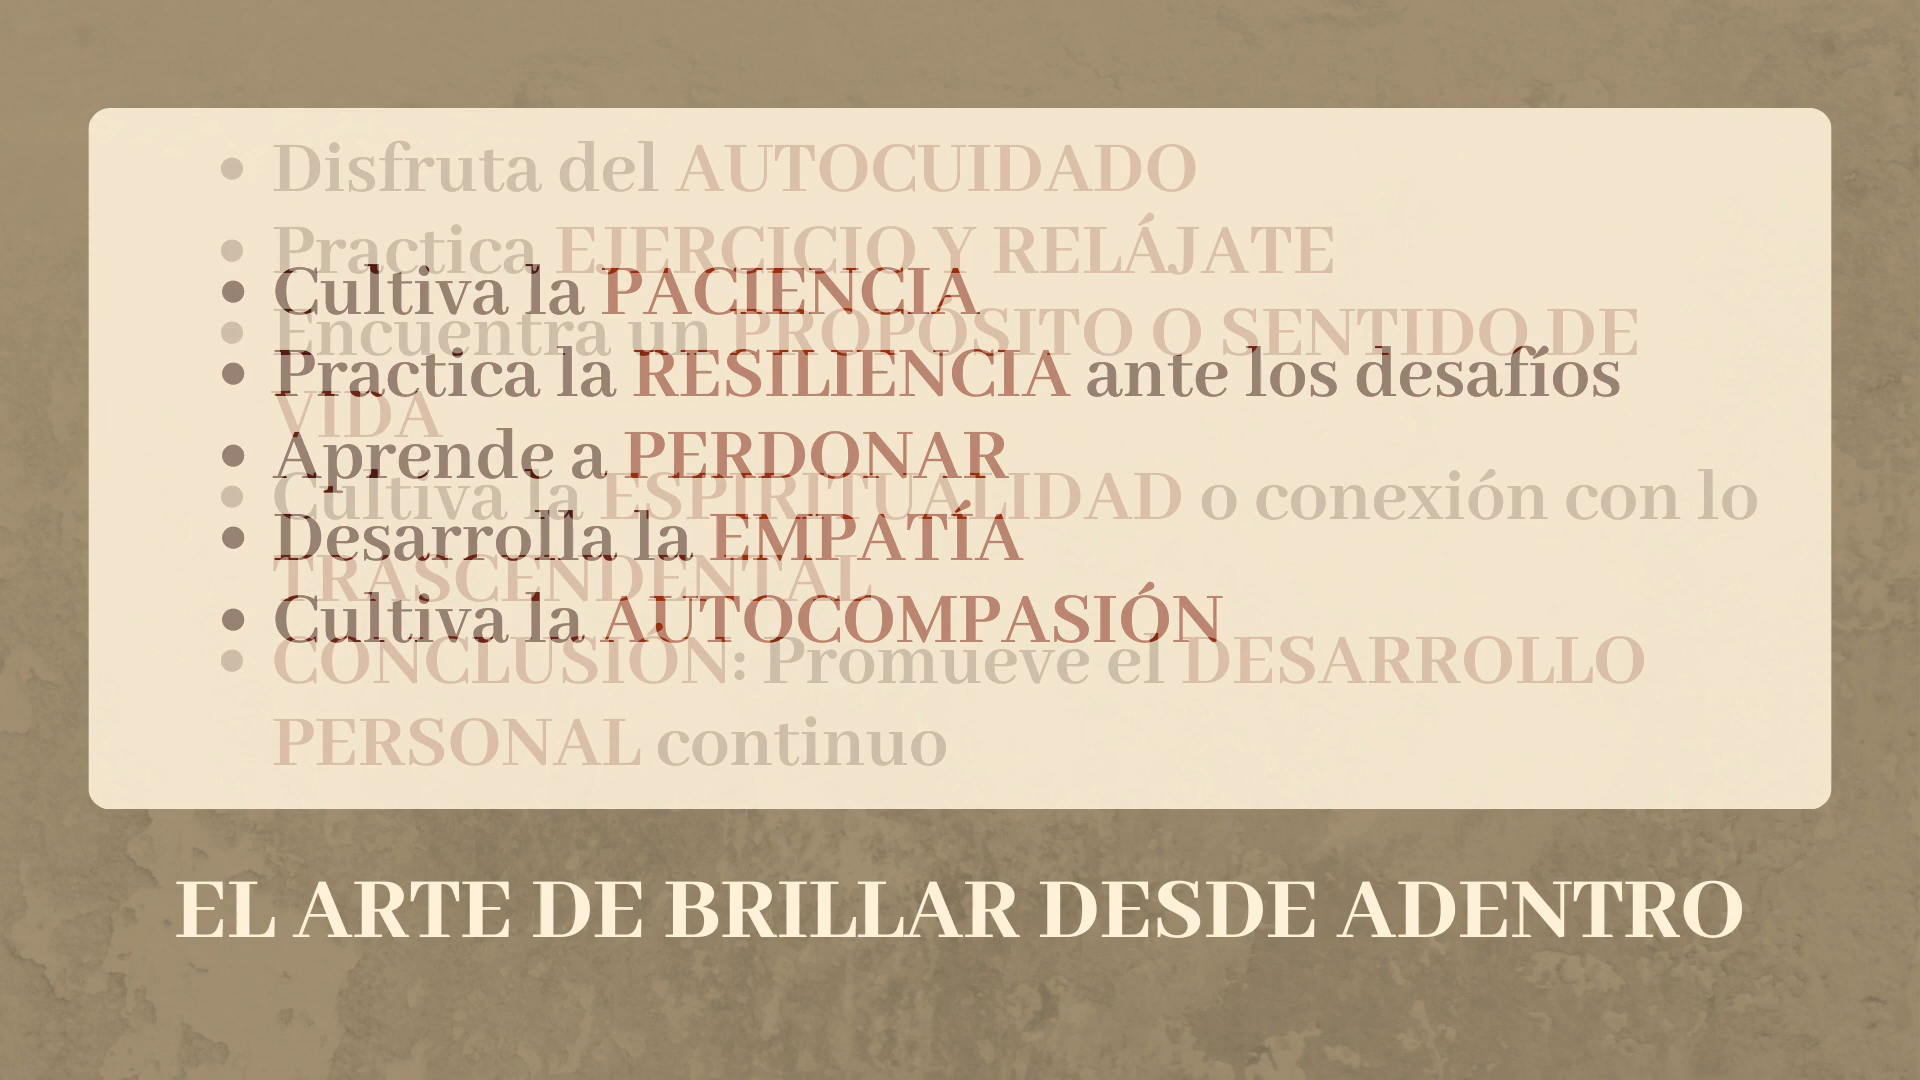 • Disfruta del AUTOCUIDADO
• Practica EJERCICIO Y RELÁJATE
• Cultiva la PACIENCIA
• Encuentra un PROPÓSITO O SENTIDO DE
• Practica la RESILIENCIA ante los desafíos
VIDA
• Aprende a PERDONAR
• Cultiva la ESPIRITUALIDAD o conexión con lo
• Desarrolla la EMPATÍA
TRASCENDENTAL
• Cultiva la AUTOCOMPASIÓN
• CONCLUSIÓN: Promueve el DESARROLLO
PERSONAL continuo
EL ARTE DE BRILLAR DESDE ADENTRO